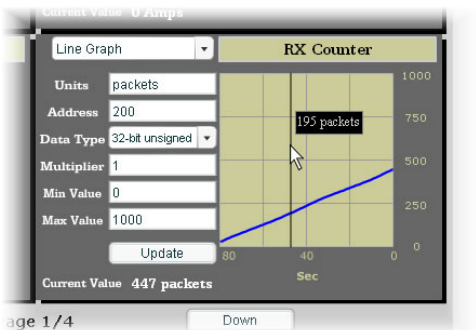 Current Value 0 Amps
Line Graph
RX Counter
Units packets
Address 200
Data Type 32-bit unsigned
Multiplier 1
Min Value 0
Max Value 1000
Update
Current Value 447 packets
1000
750
500
250
0
195 packets
80 40 0
Sec
age 1/4
Down